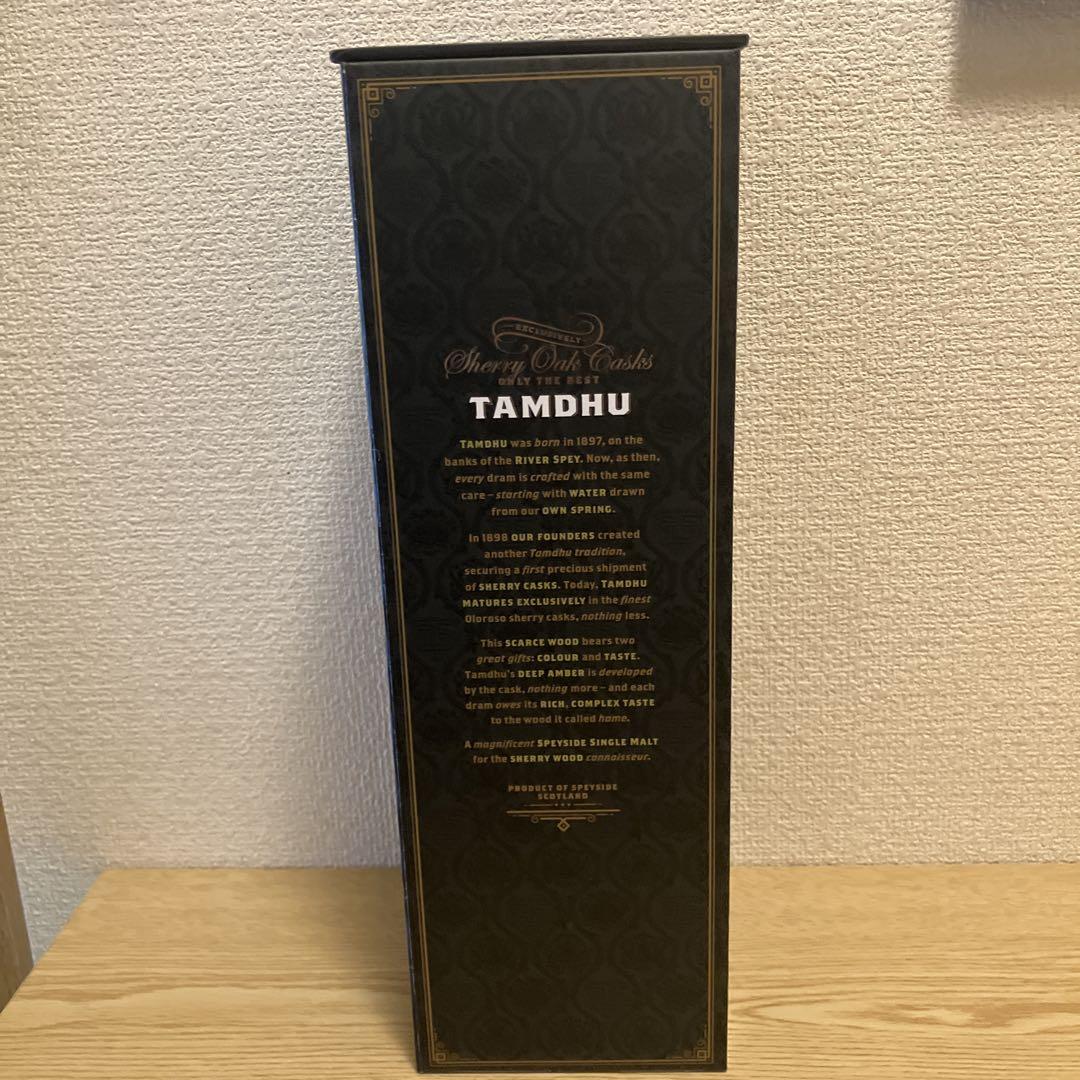 EXCLUSIVELY
Sherry Oak Casks
ONLY THE BEST
TAMDHU
TAMDHU was born in 1897, on the
banks of the RIVER SPEY. Now, as then,
every dram is crafted with the same
care – starting with WATER drawn
from our OWN SPRING.
In 1898 OUR FOUNDERS created
another Tamdhu tradition,
securing a first precious shipment
of SHERRY CASKS. Today, TAMDHU
MATURES EXCLUSIVELY in the finest
Oloroso sherry casks, nothing less.
This SCARCE WOOD bears two
great gifts: COLOUR and TASTE.
Tamdhu's DEEP AMBER is developed
by the cask, nothing more – and each
dram owes its RICH, COMPLEX TASTE
to the wood it called home.
A magnificent SPEYSIDE SINGLE MALT
for the SHERRY WOOD connoisseur.
PRODUCT OF SPEYSIDE
SCOTLAND